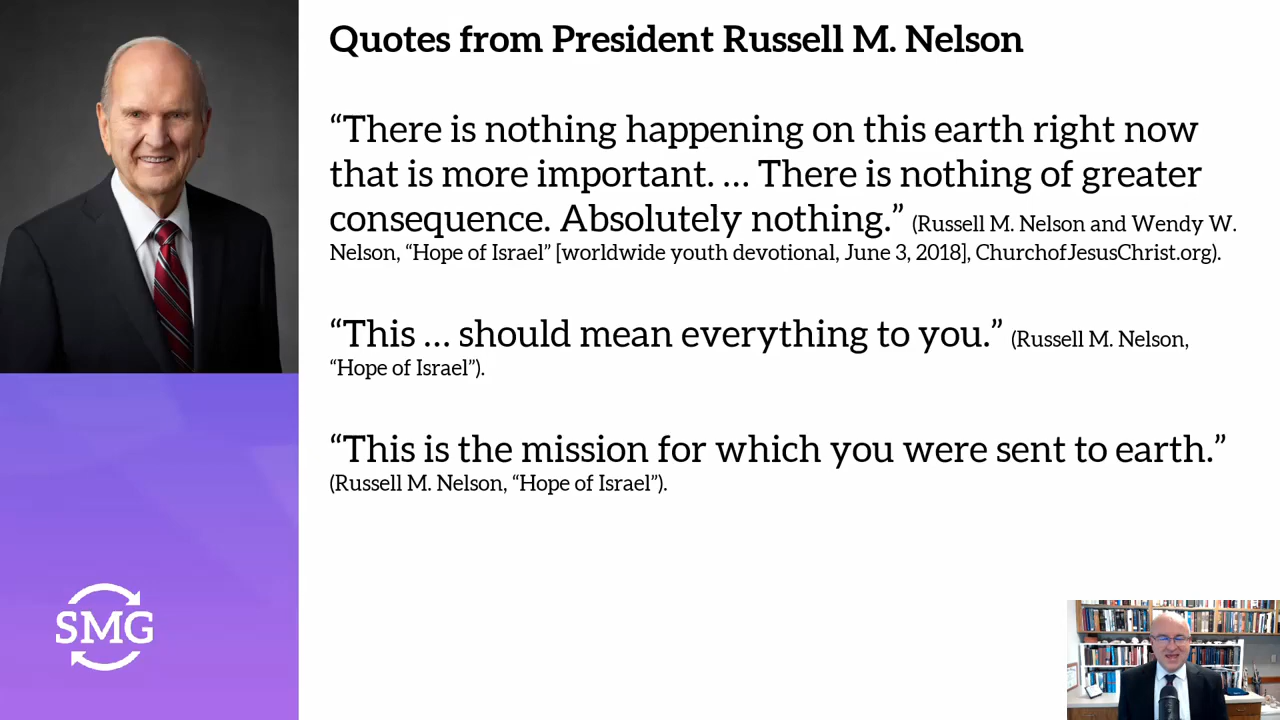 Quotes from President Russell M. Nelson
“There is nothing happening on this earth right now
that is more important. … There is nothing of greater
consequence. Absolutely nothing.” (Russell M. Nelson and Wendy W.
Nelson, “Hope of Israel” [worldwide youth devotional, June 3, 2018], ChurchofJesusChrist.org).
“This … should mean everything to you.” (Russell M. Nelson,
“Hope of Israel”).
“This is the mission for which you were sent to earth.”
(Russell M. Nelson, “Hope of Israel”).
SMG